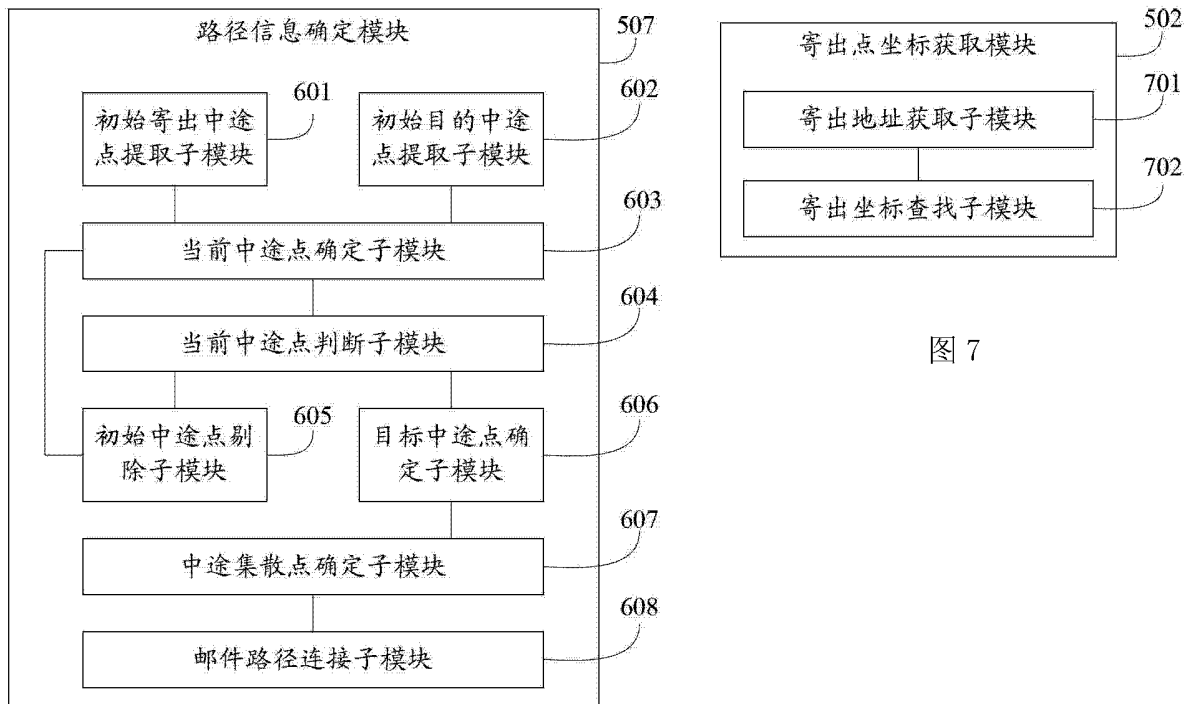 路径信息确定模块
507
初始寄出中途
点提取子模块
601
初始目的中途
点提取子模块
602
当前中途点确定子模块
603
当前中途点判断子模块
604
初始中途点剔
除子模块
605
目标中途点确
定子模块
606
中途集散点确定子模块
607
邮件路径连接子模块
608
寄出点坐标获取模块
502
寄出地址获取子模块
701
寄出坐标查找子模块
702
图 7